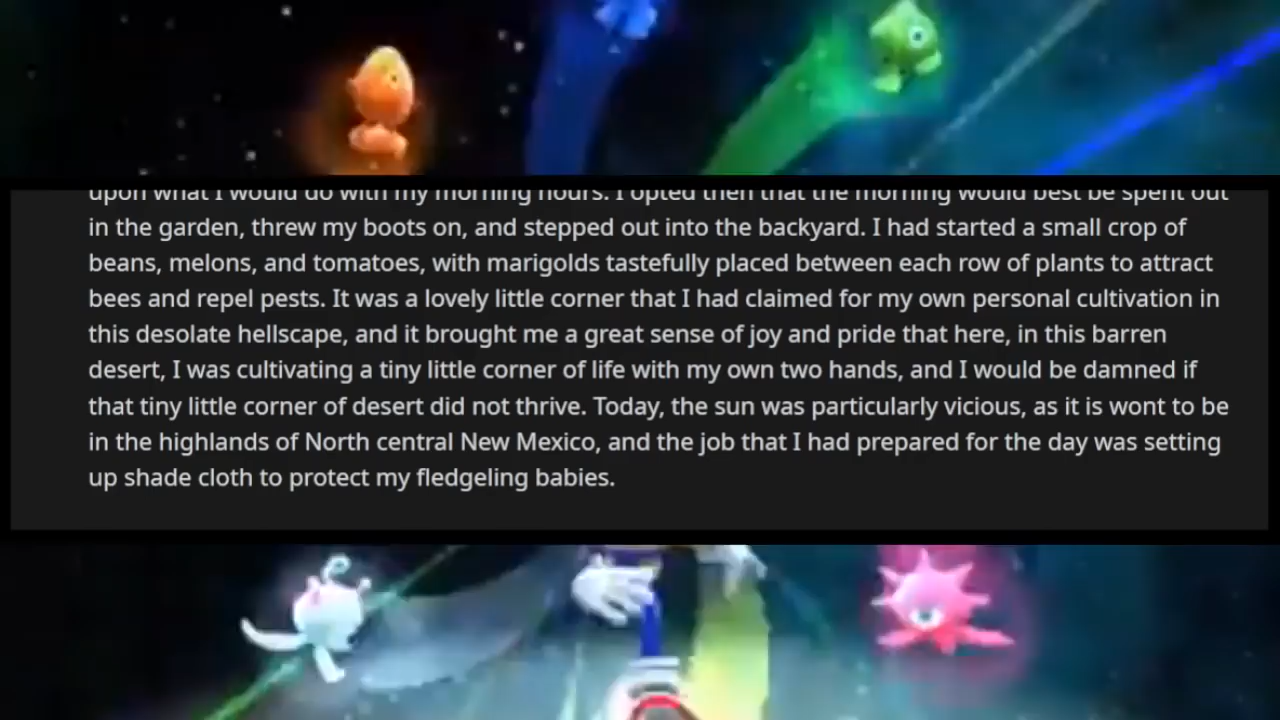 upon what I would do with my morning hours. I opted then that the morning would best be spent out
in the garden, threw my boots on, and stepped out into the backyard. I had started a small crop of
beans, melons, and tomatoes, with marigolds tastefully placed between each row of plants to attract
bees and repel pests. It was a lovely little corner that I had claimed for my own personal cultivation in
this desolate hellscape, and it brought me a great sense of joy and pride that here, in this barren
desert, I was cultivating a tiny little corner of life with my own two hands, and I would be damned if
that tiny little corner of desert did not thrive. Today, the sun was particularly vicious, as it is wont to be
in the highlands of North central New Mexico, and the job that I had prepared for the day was setting
up shade cloth to protect my fledgeling babies.